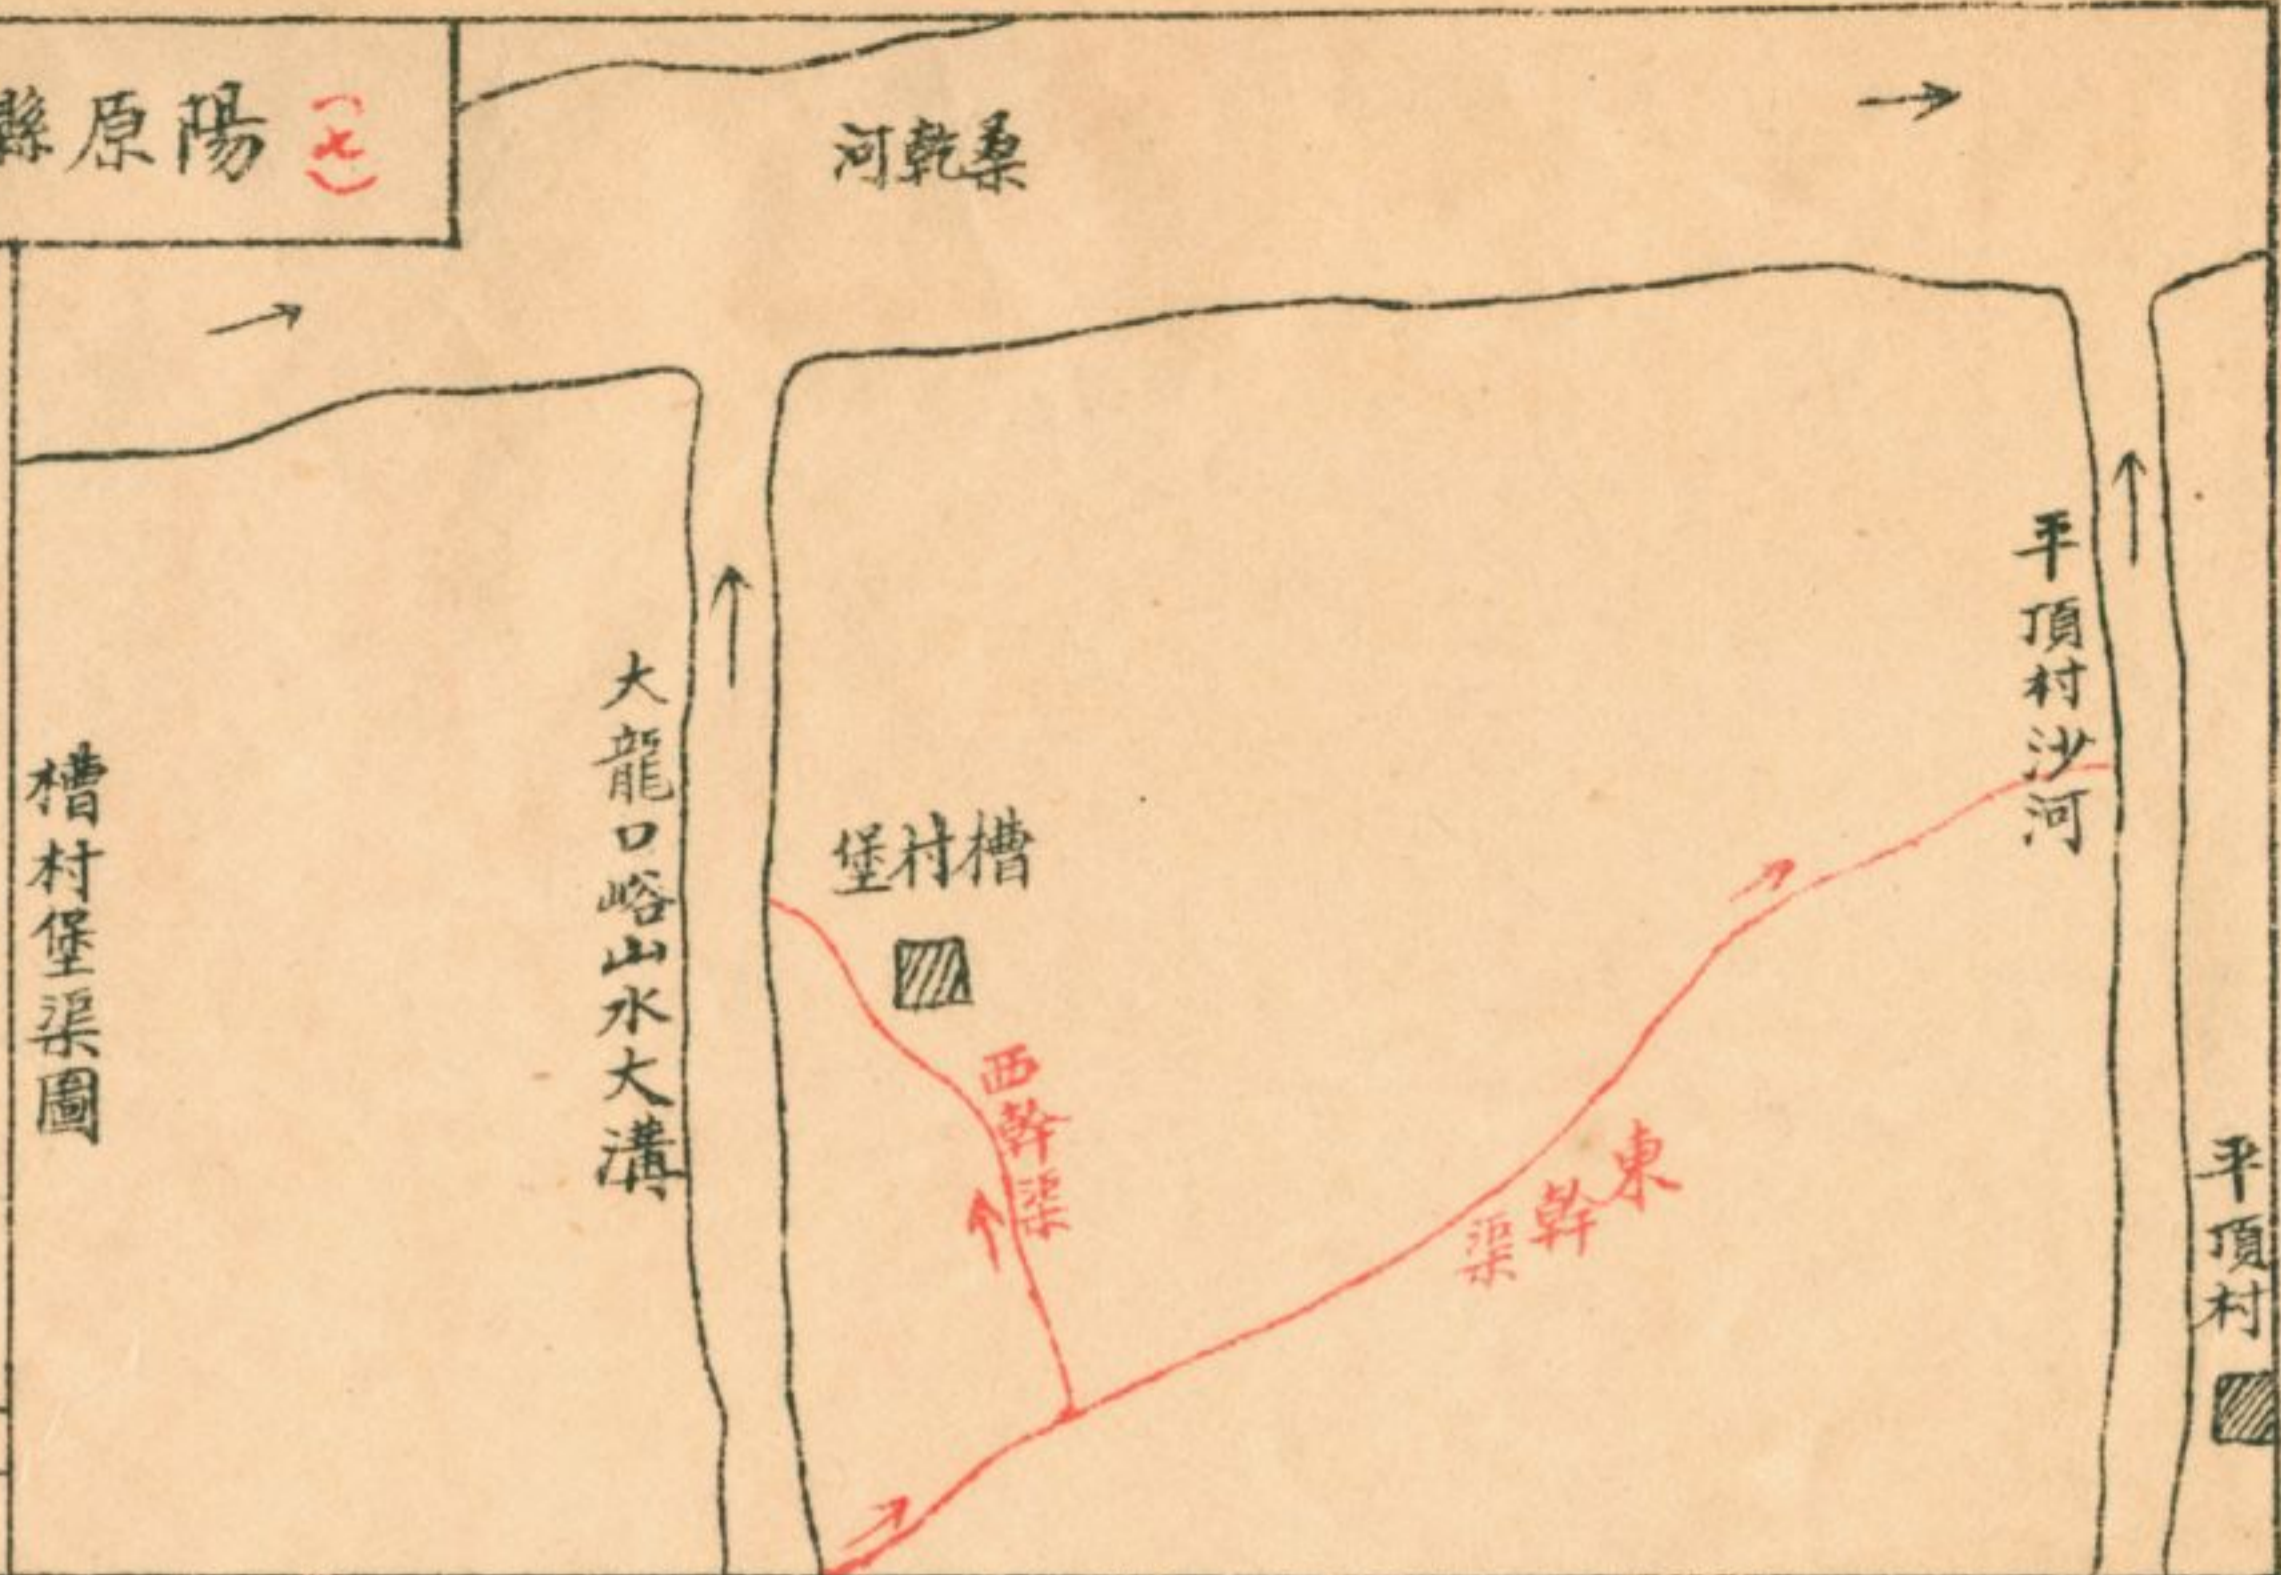 (七)陽原縣
桑乾河
槽村堡渠圖
大龍口峪山水大溝
槽村堡
西幹渠
東幹渠
平頂村沙河
平頂村